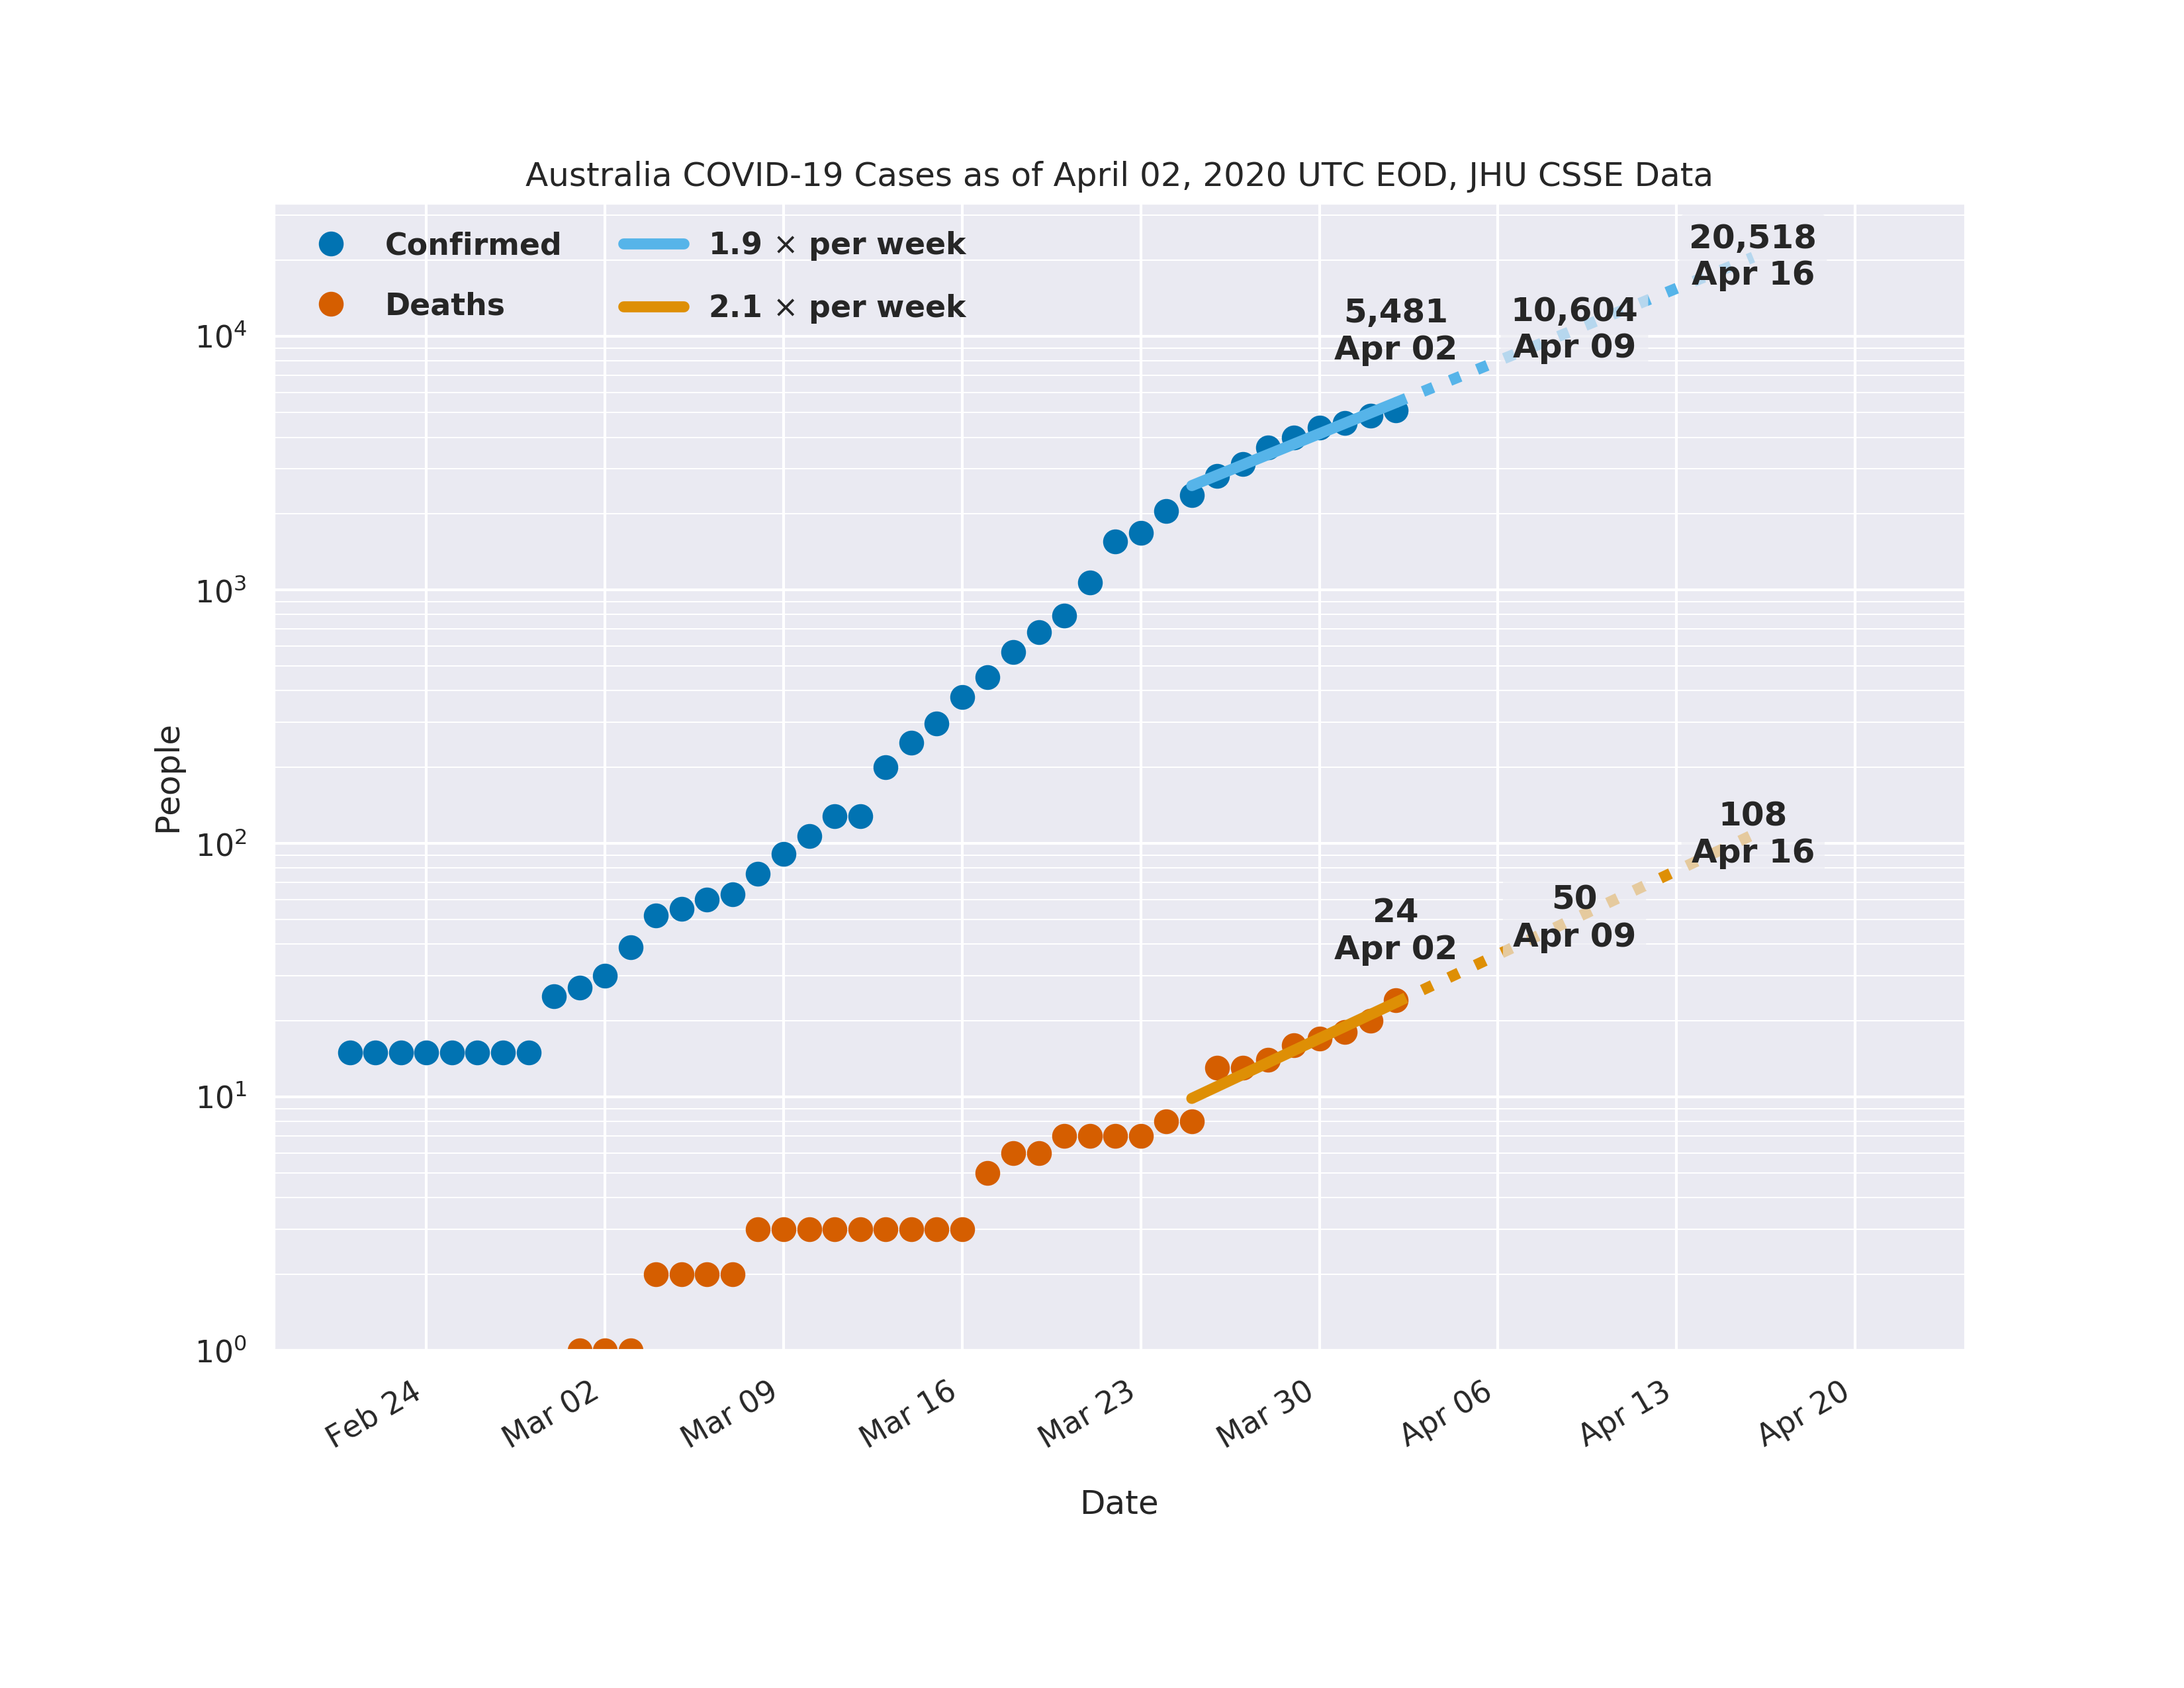 Australia COVID-19 Cases as of April 02, 2020 UTC EOD, JHU CSSE Data
Confirmed
Deaths
1.9 × per week
2.1 × per week
20,518
Apr 16
5,481
Apr 02
10,604
Apr 09
108
Apr 16
50
Apr 09
24
Apr 02
10⁴
10³
10²
10¹
10⁰
People
Feb 24
Mar 02
Mar 09
Mar 16
Mar 23
Mar 30
Apr 06
Apr 13
Apr 20
Date